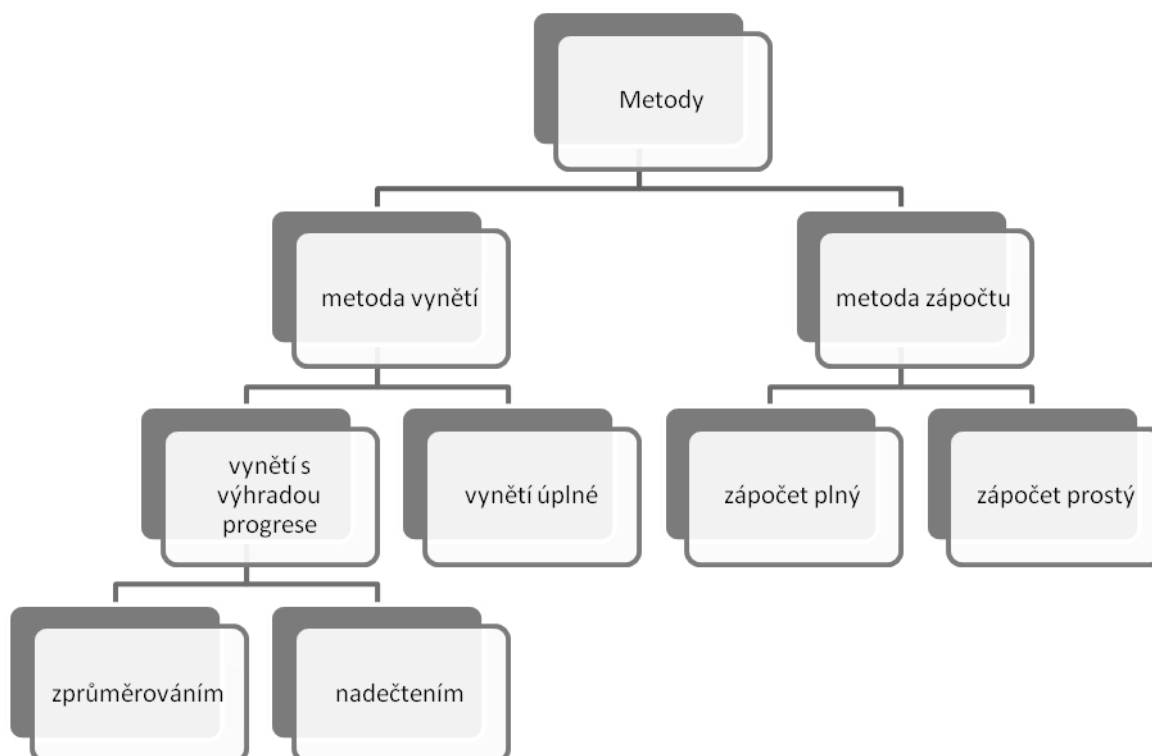 Metody
metoda vynětí
metoda zápočtu
vynětí s
výhradou
progrese
vynětí úplné
zápočet plný
zápočet prostý
zprůměrováním
nadečtením